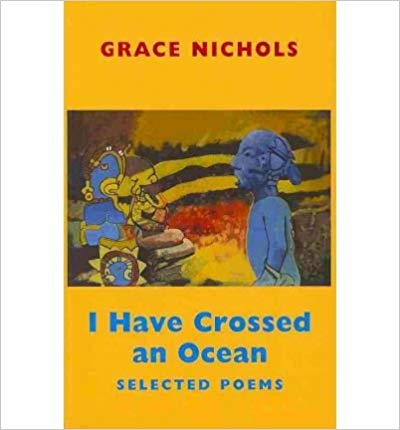 GRACE NICHOLS
I Have Crossed
an Ocean
SELECTED POEMS